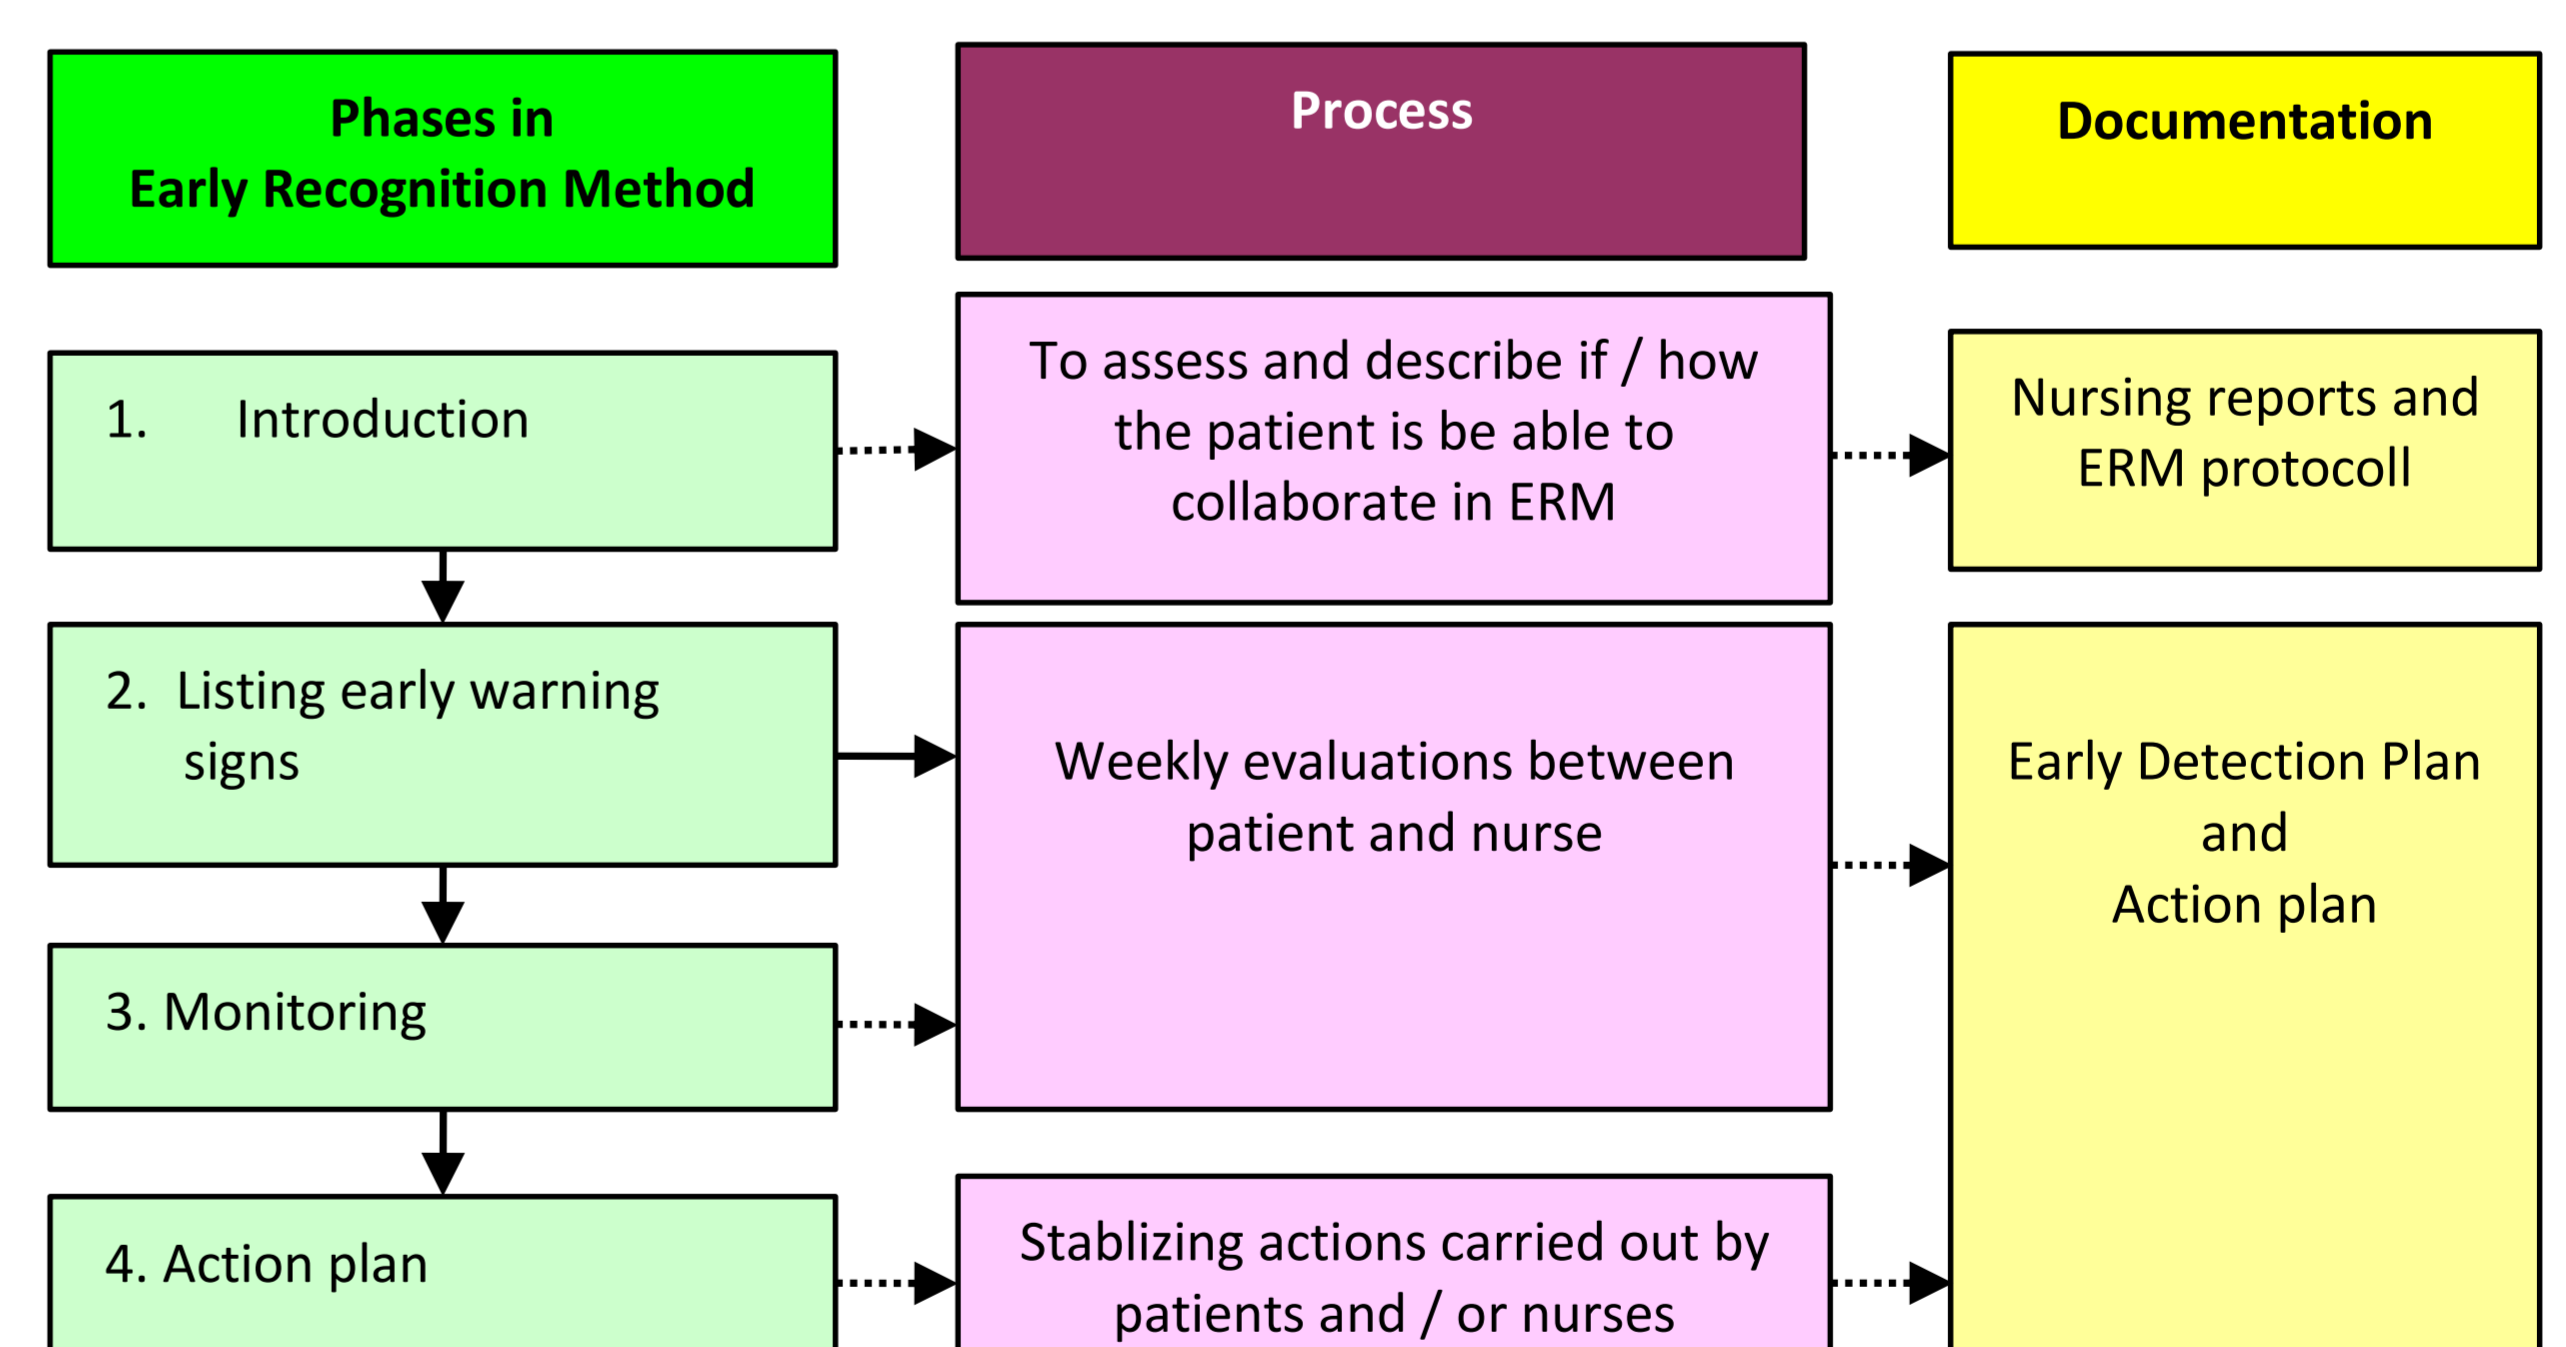 Phases in
Early Recognition Method
Process
Documentation
1. Introduction
To assess and describe if / how
the patient is be able to
collaborate in ERM
Nursing reports and
ERM protocoll
2. Listing early warning
signs
Weekly evaluations between
patient and nurse
Early Detection Plan
and
Action plan
3. Monitoring
4. Action plan
Stablizing actions carried out by
patients and / or nurses